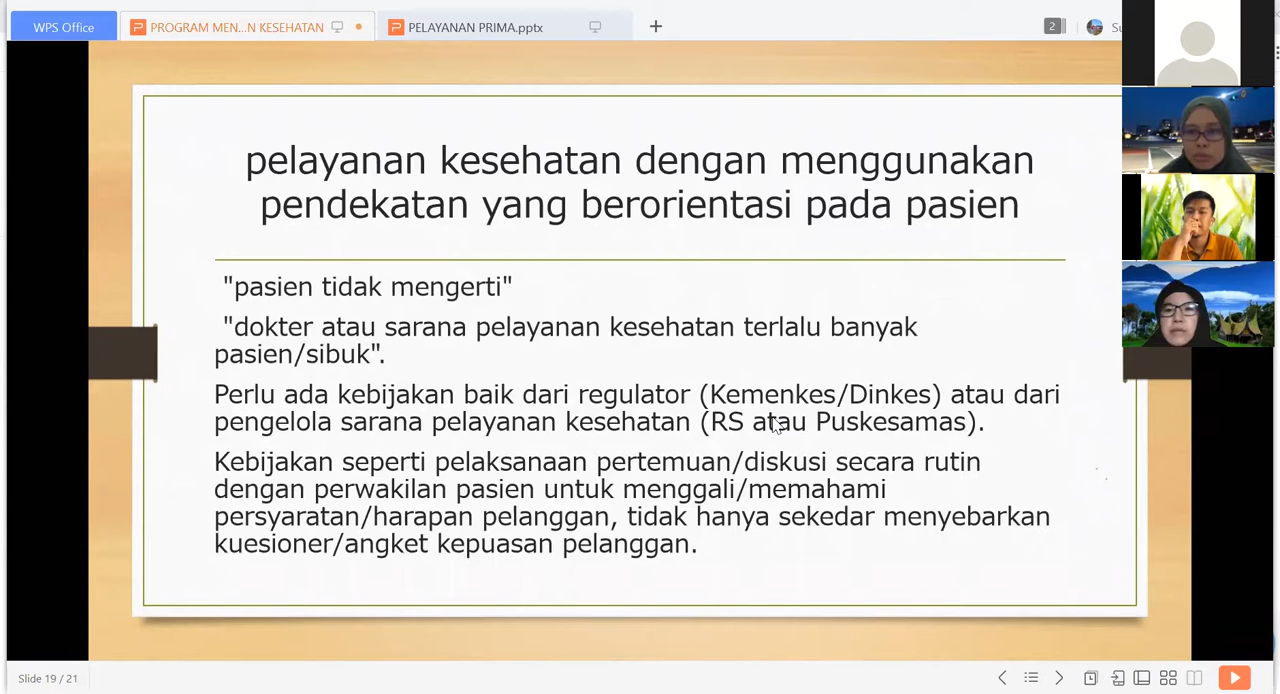 WPS Office
PROGRAM MEN...N KESEHATAN
PELAYANAN PRIMA.pptx
2
pelayanan kesehatan dengan menggunakan
pendekatan yang berorientasi pada pasien
"pasien tidak mengerti"
"dokter atau sarana pelayanan kesehatan terlalu banyak
pasien/sibuk".
Perlu ada kebijakan baik dari regulator (Kemenkes/Dinkes) atau dari
pengelola sarana pelayanan kesehatan (RS atau Puskesamas).
Kebijakan seperti pelaksanaan pertemuan/diskusi secara rutin
dengan perwakilan pasien untuk menggali/memahami
persyaratan/harapan pelanggan, tidak hanya sekedar menyebarkan
kuesioner/angket kepuasan pelanggan.
Slide 19 / 21